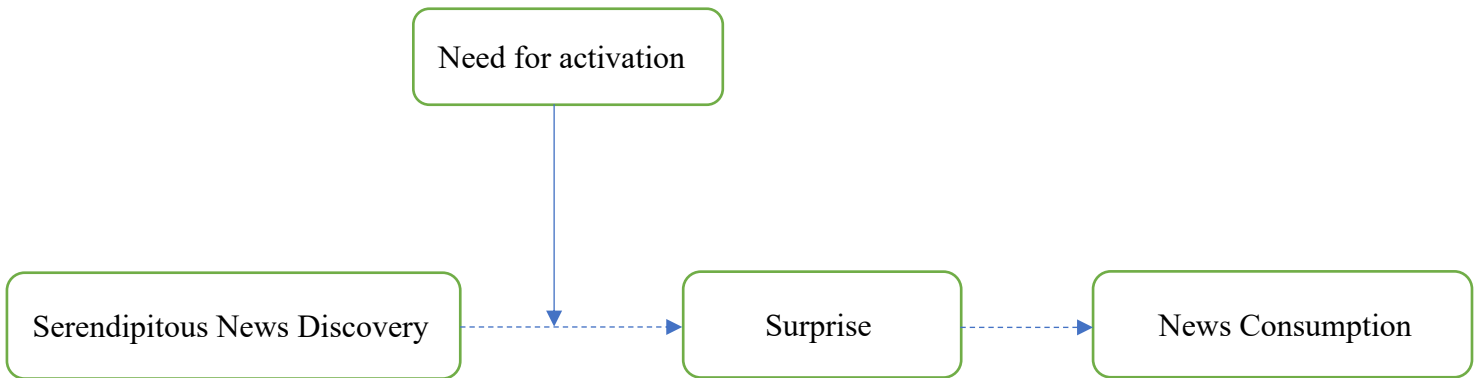 Need for activation
Serendipitous News Discovery
Surprise
News Consumption